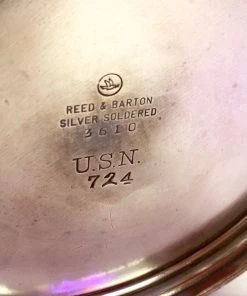 REED & BARTON
SILVER SOLDERED
3610
U.S.N.
724